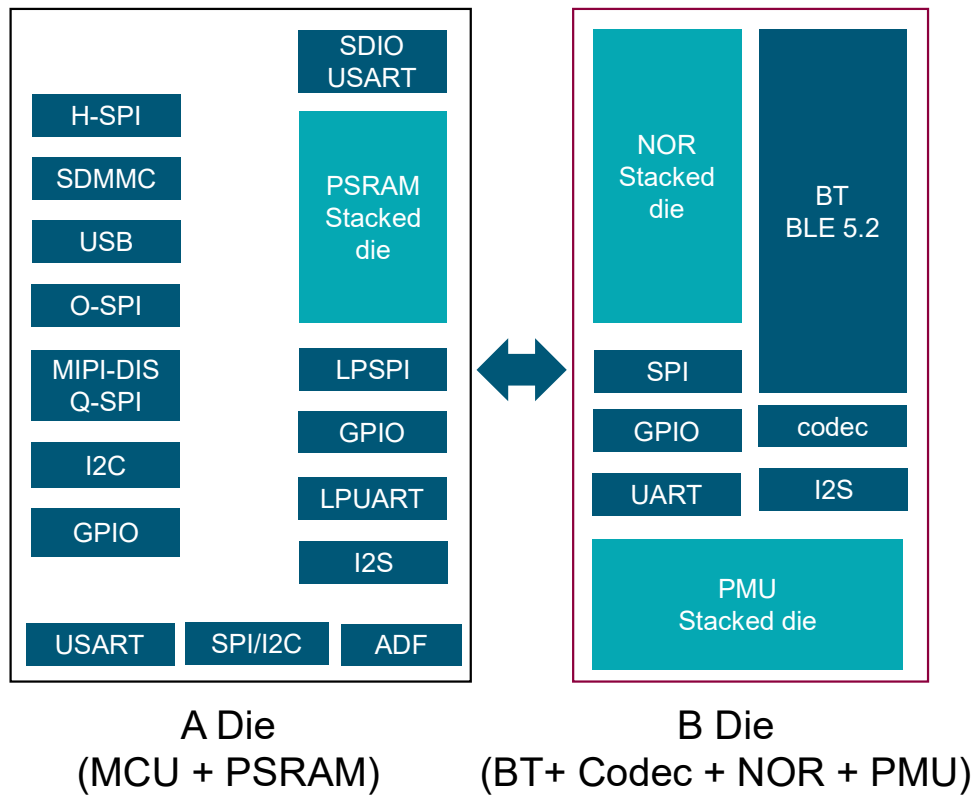 SDIO
USART
H-SPI
SDMMC
USB
O-SPI
MIPI-DIS
Q-SPI
I2C
GPIO
PSRAM
Stacked
die
LPSPI
GPIO
LPUART
I2S
USART
SPI/I2C
ADF
A Die
(MCU + PSRAM)
NOR
Stacked
die
BT
BLE 5.2
SPI
GPIO
UART
codec
I2S
PMU
Stacked die
B Die
(BT+ Codec + NOR + PMU)